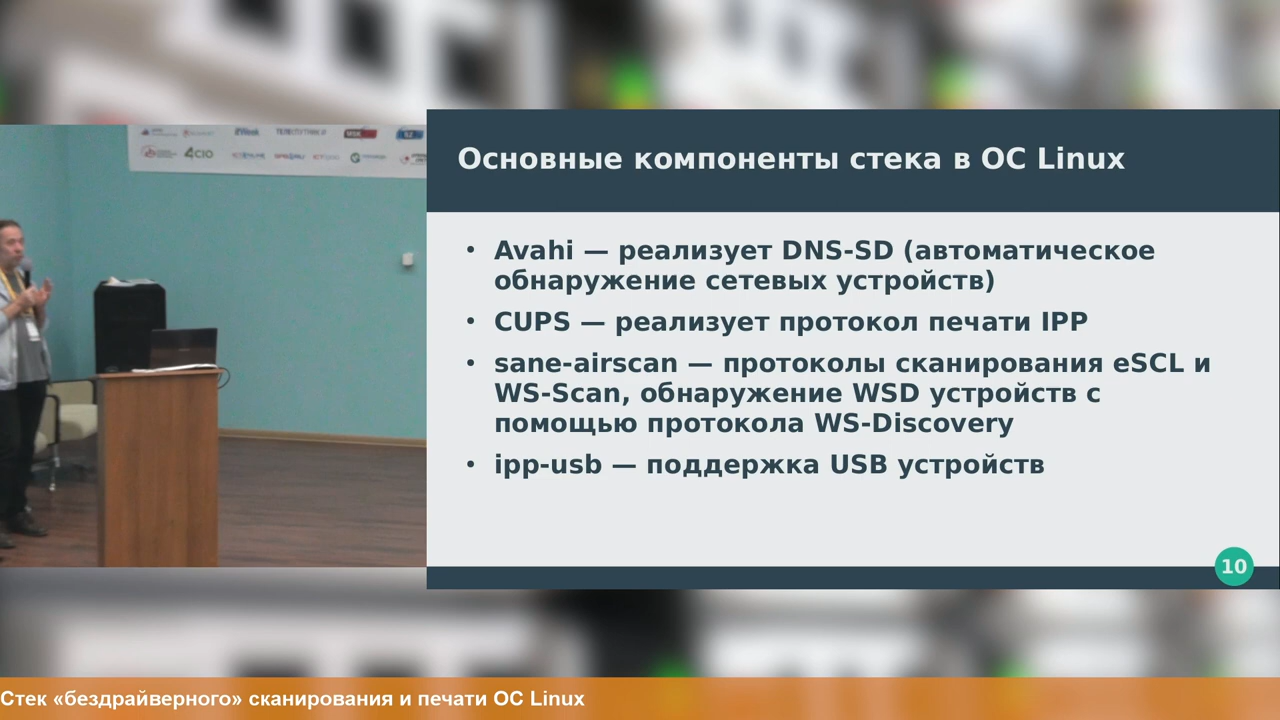 ITWeek ТЕЛЕСПУТНИК
4CIO
Основные компоненты стека в ОС Linux
• Avahi — реализует DNS-SD (автоматическое
обнаружение сетевых устройств)
• CUPS — реализует протокол печати IPP
• sane-airscan — протоколы сканирования eSCL и
WS-Scan, обнаружение WSD устройств с
помощью протокола WS-Discovery
• ipp-usb — поддержка USB устройств
10
Стек «бездрайверного» сканирования и печати ОС Linux